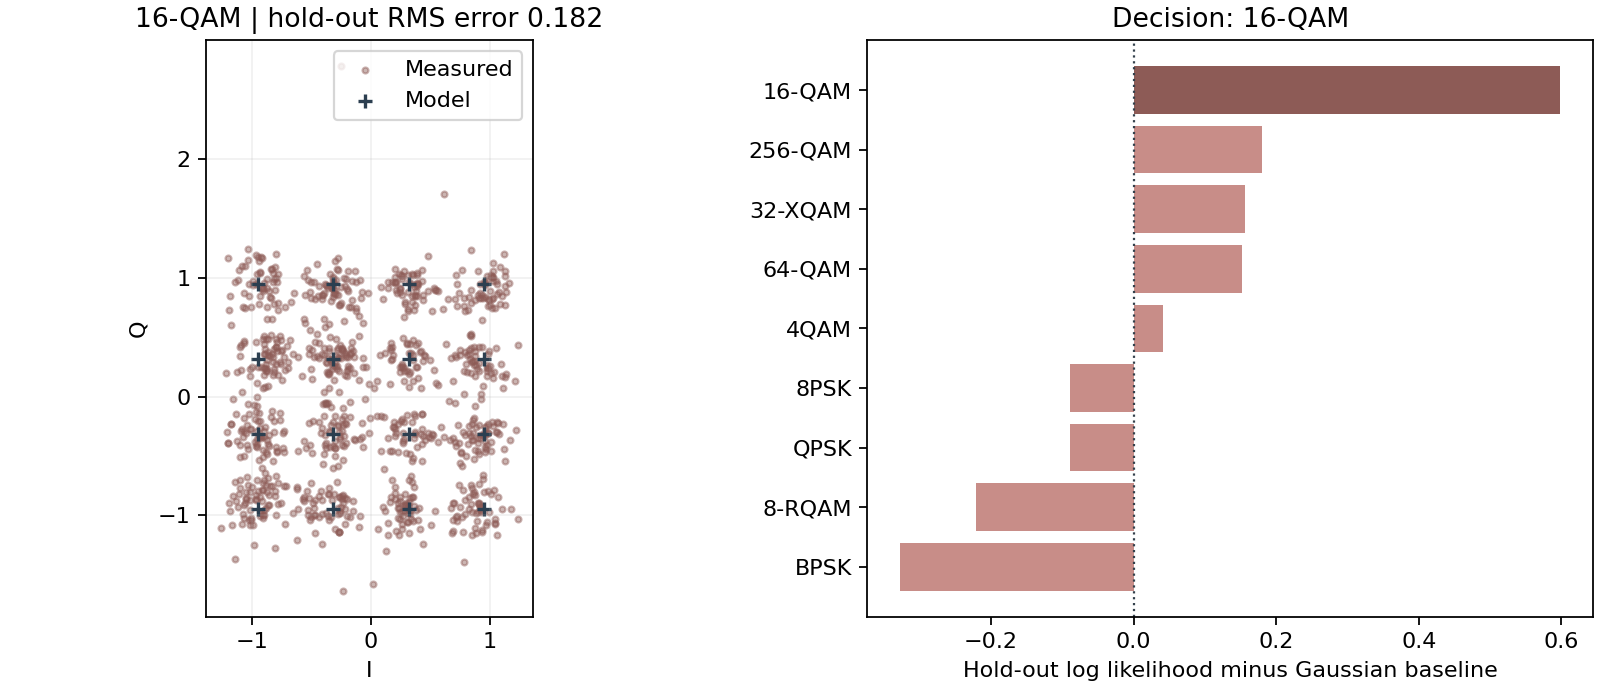 16-QAM | hold-out RMS error 0.182
Measured
Model
2
1
0
−1
Q
−1 0 1
I
Decision: 16-QAM
16-QAM
256-QAM
32-XQAM
64-QAM
4QAM
8PSK
QPSK
8-RQAM
BPSK
−0.2 0.0 0.2 0.4 0.6
Hold-out log likelihood minus Gaussian baseline